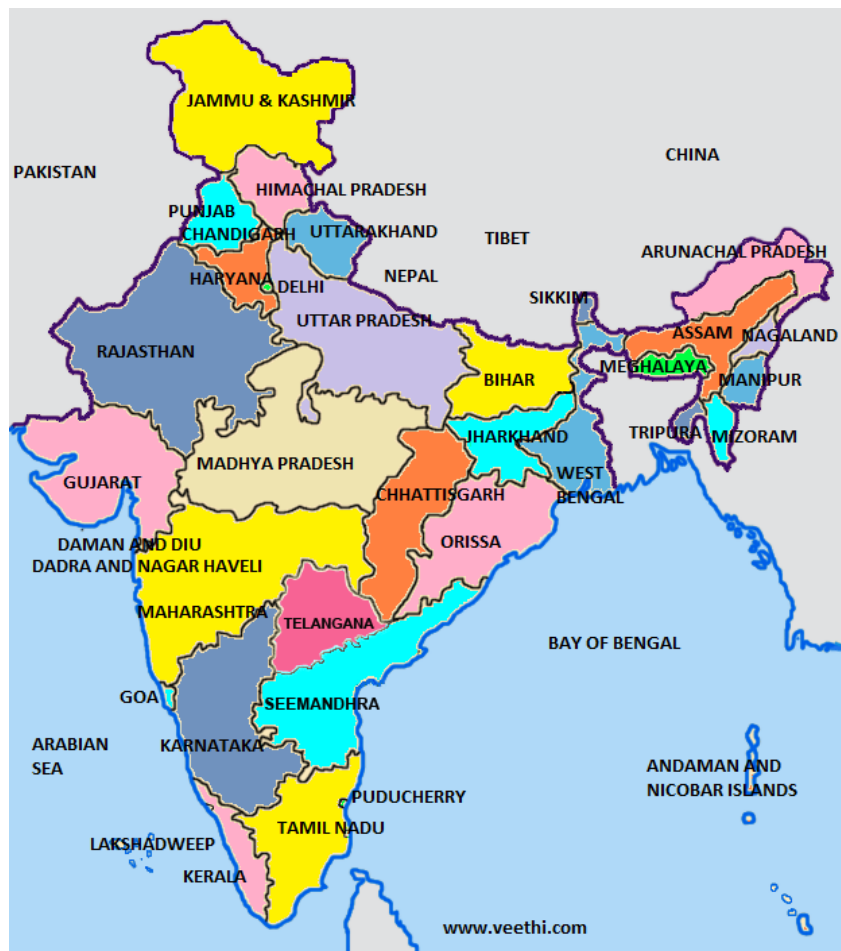 JAMMU & KASHMIR
CHINA
PAKISTAN
HIMACHAL PRADESH
PUNJAB
CHANDIGARH
UTTARAKHAND
TIBET
ARUNACHAL PRADESH
HARYANA
DELHI
NEPAL
SIKKIM
UTTAR PRADESH
ASSAM
NAGALAND
RAJASTHAN
MEGHALAYA
BIHAR
MANIPUR
JHARKHAND
TRIPURA
MIZORAM
MADHYA PRADESH
GUJARAT
CHHATTISGARH
WEST
BENGAL
DAMAN AND DIU
DADRA AND NAGAR HAVELI
ORISSA
MAHARASHTRA
TELANGANA
BAY OF BENGAL
GOA
SEEMANDHRA
ARABIAN
SEA
KARNATAKA
ANDAMAN AND
NICOBAR ISLANDS
PUDUCHERRY
TAMIL NADU
LAKSHADWEEP
KERALA
www.veethi.com